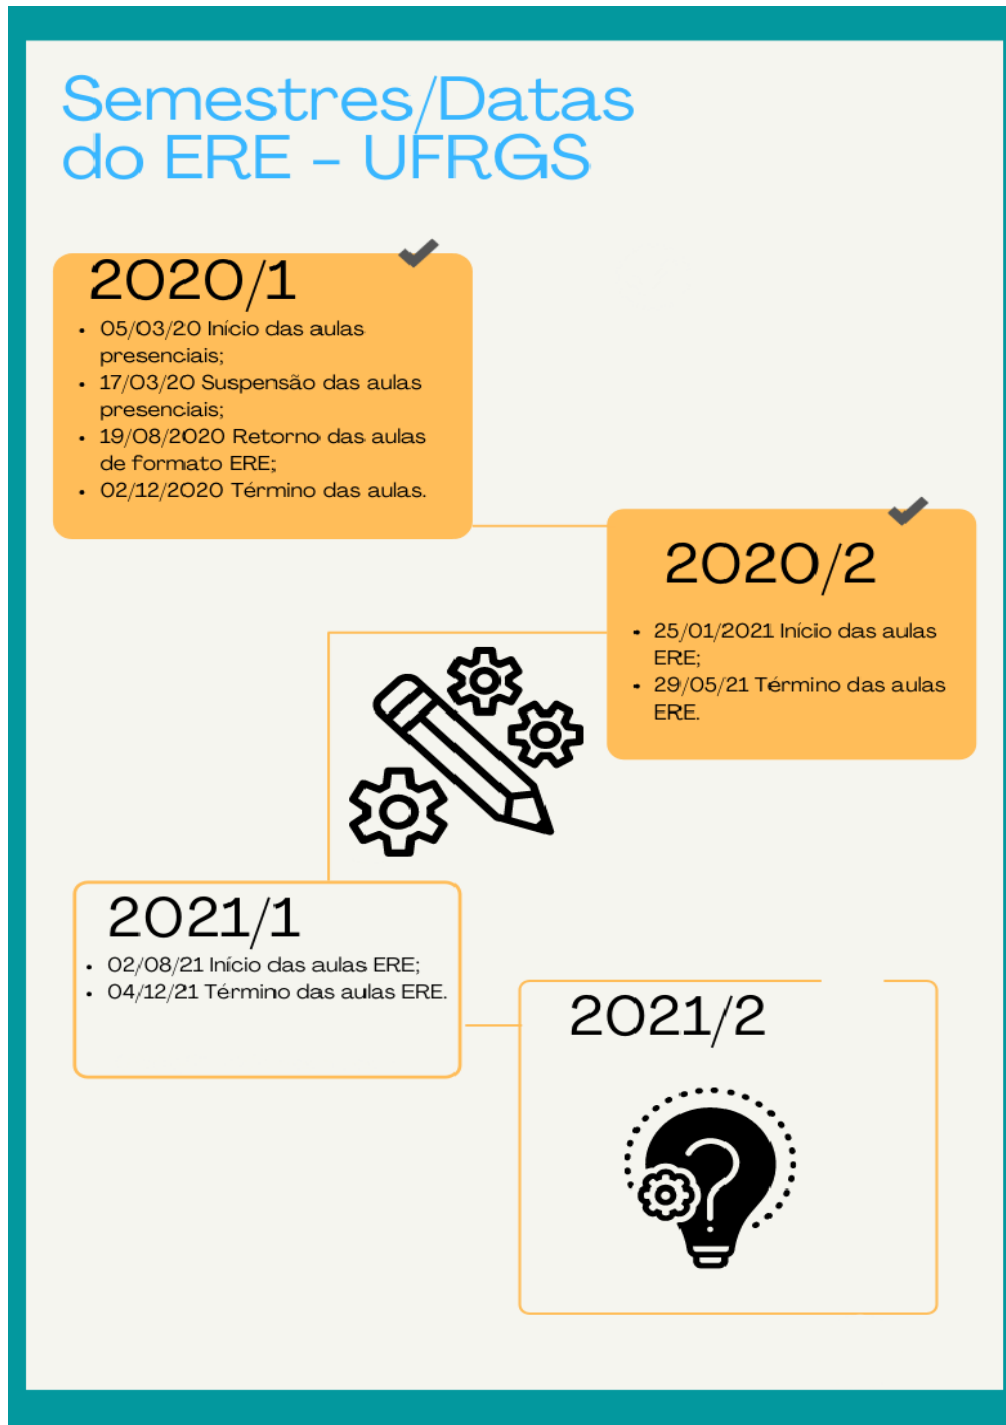 Semestres/Datas
do ERE - UFRGS
2020/1
• 05/03/20 Início das aulas
presenciais;
• 17/03/20 Suspensão das aulas
presenciais;
• 19/08/2020 Retorno das aulas
de formato ERE;
• 02/12/2020 Término das aulas.
2020/2
• 25/01/2021 Início das aulas
ERE;
• 29/05/21 Término das aulas
ERE.
2021/1
• 02/08/21 Início das aulas ERE;
• 04/12/21 Término das aulas ERE.
2021/2
?